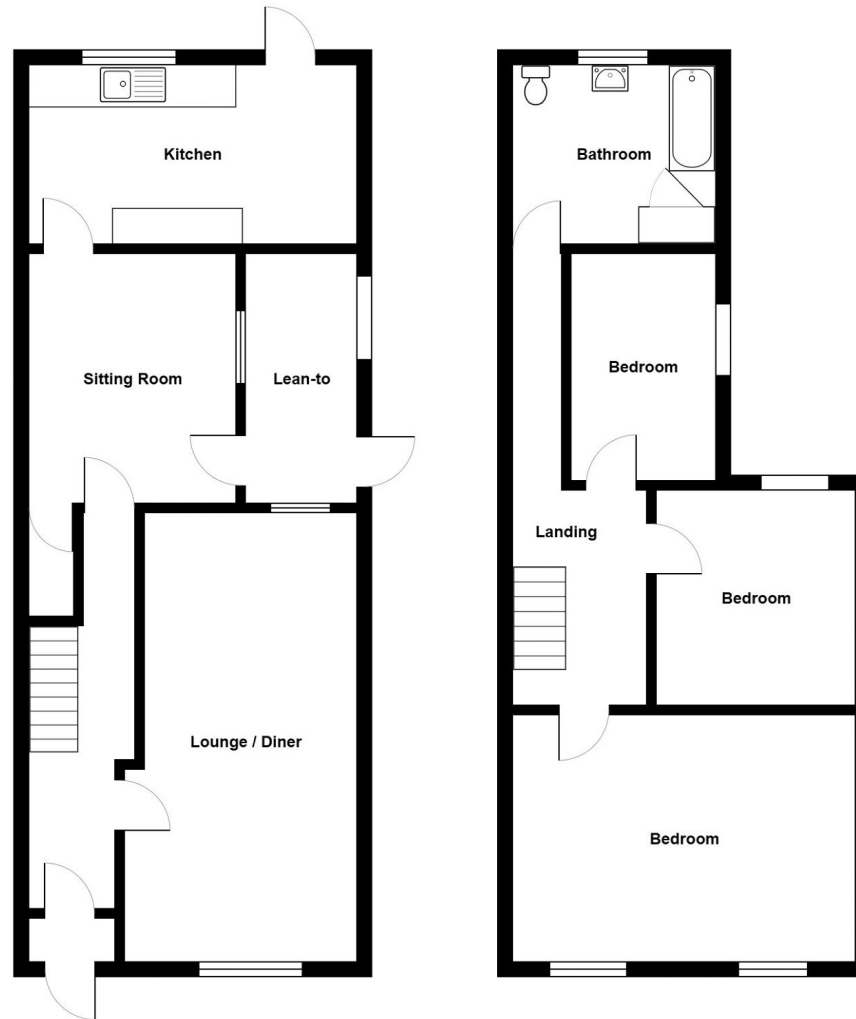 Kitchen
Sitting Room
Lean-to
Lounge / Diner
Bathroom
Bedroom
Landing
Bedroom
Bedroom